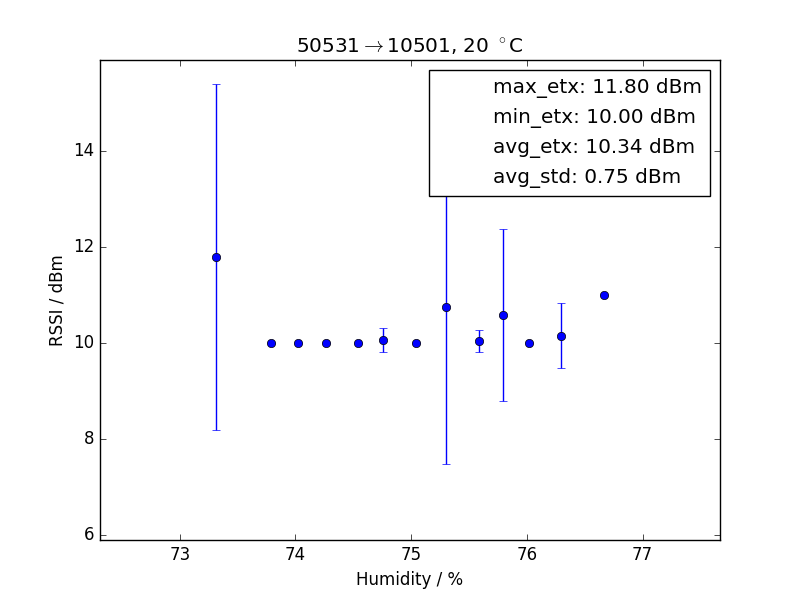 50531→10501, 20 °C
max_etx: 11.80 dBm
min_etx: 10.00 dBm
avg_etx: 10.34 dBm
avg_std: 0.75 dBm
RSSI / dBm
14
12
10
8
6
73 74 75 76 77
Humidity / %